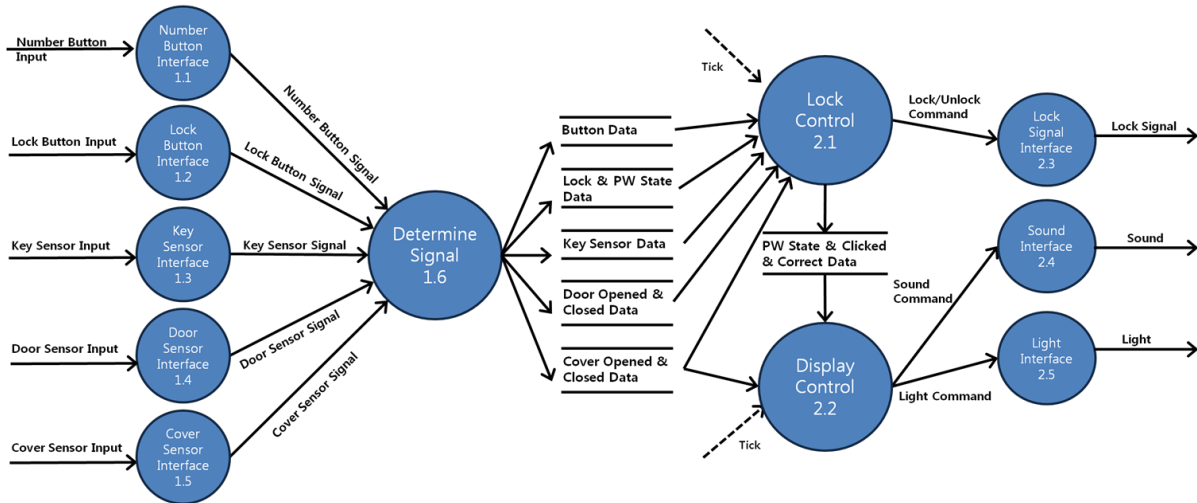 Number Button
Input
Number
Button
Interface
1.1
Number Button Signal
Lock Button Input
Lock
Button
Interface
1.2
Lock Button Signal
Key Sensor Input
Key
Sensor
Interface
1.3
Key Sensor Signal
Door Sensor Input
Door
Sensor
Interface
1.4
Door Sensor Signal
Cover Sensor Input
Cover
Sensor
Interface
1.5
Cover Sensor Signal
Determine
Signal
1.6
Button Data
Lock & PW State
Data
Key Sensor Data
Door Opened &
Closed Data
Cover Opened &
Closed Data
Tick
Lock
Control
2.1
PW State & Clicked
& Correct Data
Display
Control
2.2
Tick
Lock/Unlock
Command
Lock
Signal
Interface
2.3
Lock Signal
Sound
Command
Sound
Interface
2.4
Sound
Light Command
Light
Interface
2.5
Light